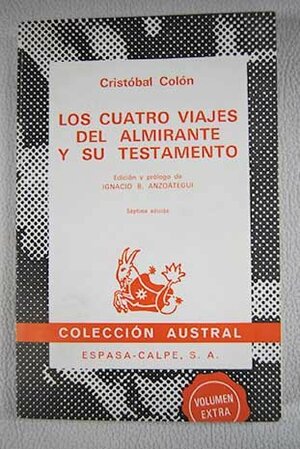 Cristóbal Colón
LOS CUATRO VIAJES
DEL ALMIRANTE
Y SU TESTAMENTO
Edición y prólogo de
IGNACIO B. ANZOÁTEGUI
Séptima edición
COLECCIÓN AUSTRAL
ESPASA-CALPE, S. A.
VOLUMEN
EXTRA